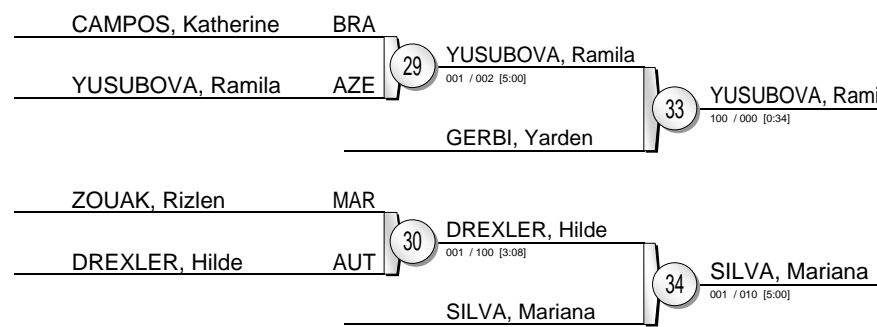 CAMPOS, Katherine BRA
29 YUSUBOVA, Ramila
001 / 002 [5:00]
YUSUBOVA, Ramila AZE
33 YUSUBOVA, Rami
100 / 000 [0:34]
GERBI, Yarden
ZOUAK, Rizlen MAR
30 DREXLER, Hilde
001 / 100 [3:08]
DREXLER, Hilde AUT
34 SILVA, Mariana
001 / 010 [5:00]
SILVA, Mariana